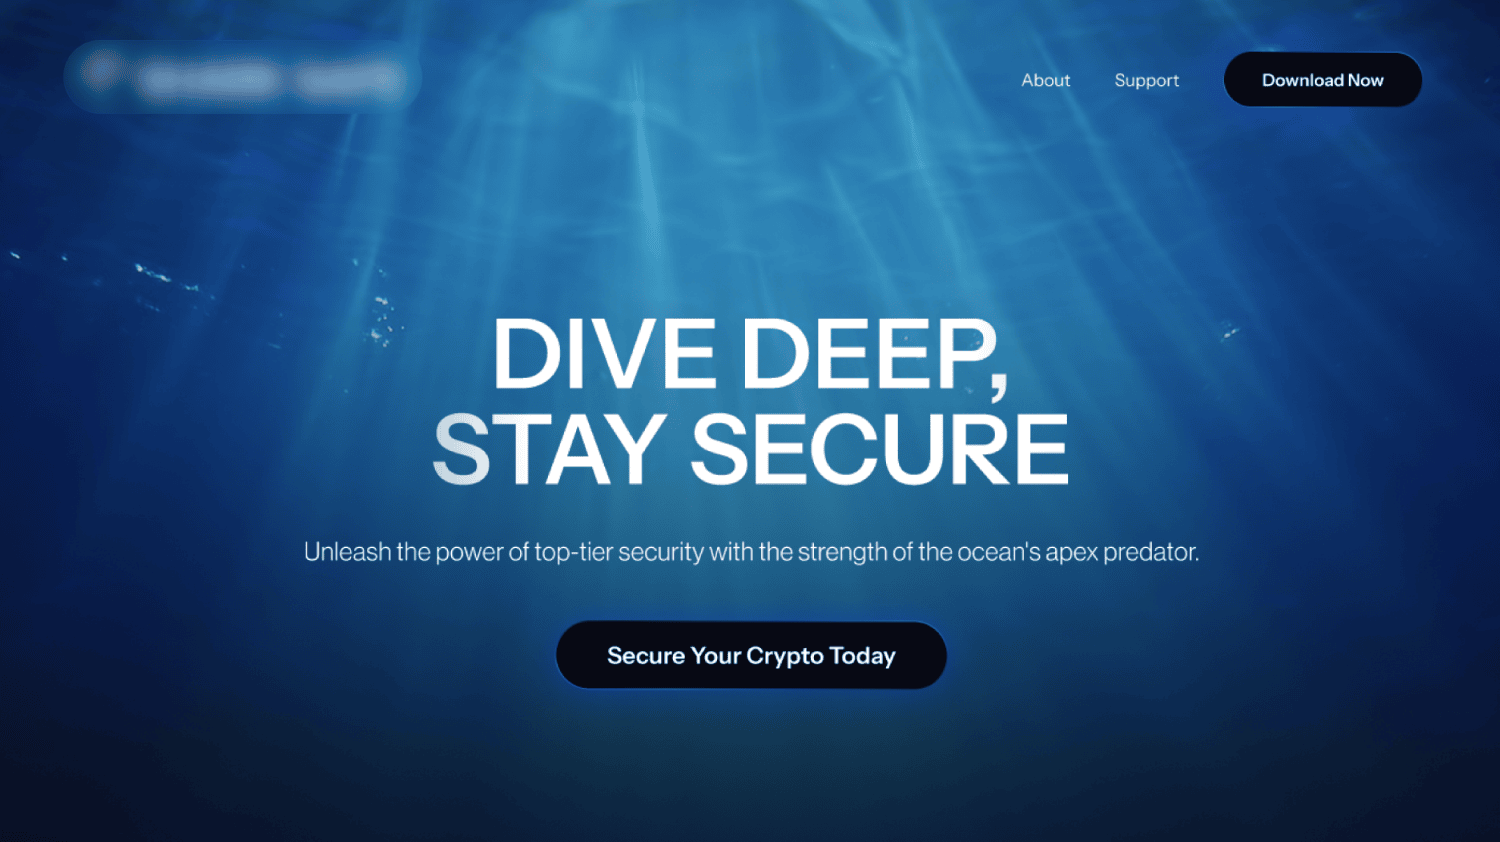 About
Support
Download Now
DIVE DEEP,
STAY SECURE
Unleash the power of top-tier security with the strength of the ocean's apex predator.
Secure Your Crypto Today